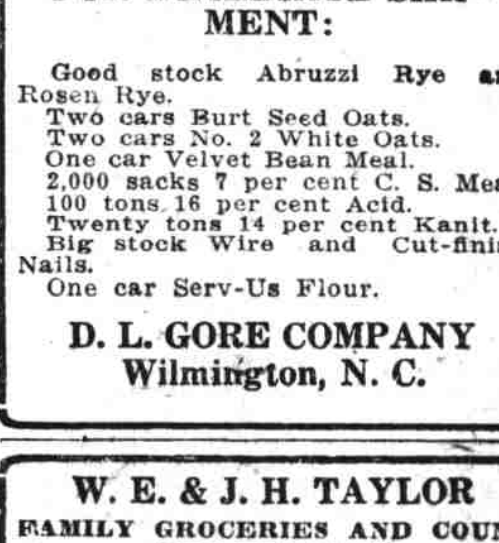 MENT:
Good stock Abruzzi Rye
Rosen Rye.
Two cars Burt Seed Oats.
Two cars No. 2 White Oats.
One car Velvet Bean Meal.
2,000 sacks 7 per cent C. S.
100 tons 16 per cent Acid.
Twenty tons 14 per cent Kanit.
Big stock Wire and
Nails.
One car Serv-Us Flour.
D. L. GORE COMPANY
Wilmington, N. C.
W. E. & J. H. TAYLOR
FAMILY GROCERIES AND